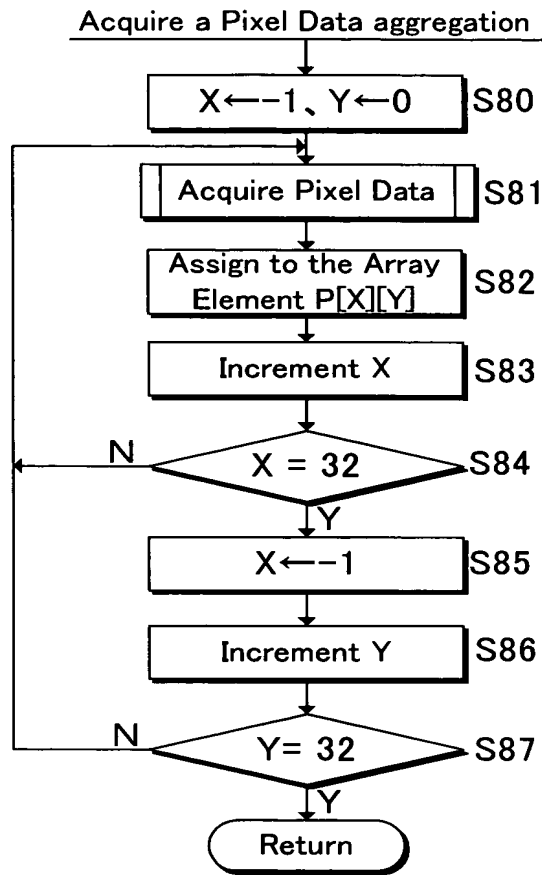 Acquire a Pixel Data aggregation
X←−1、Y←0
S80
Acquire Pixel Data
S81
Assign to the Array
Element P[X][Y]
S82
Increment X
S83
X = 32
S84
N
Y
X←−1
S85
Increment Y
S86
Y= 32
S87
N
Y
Return